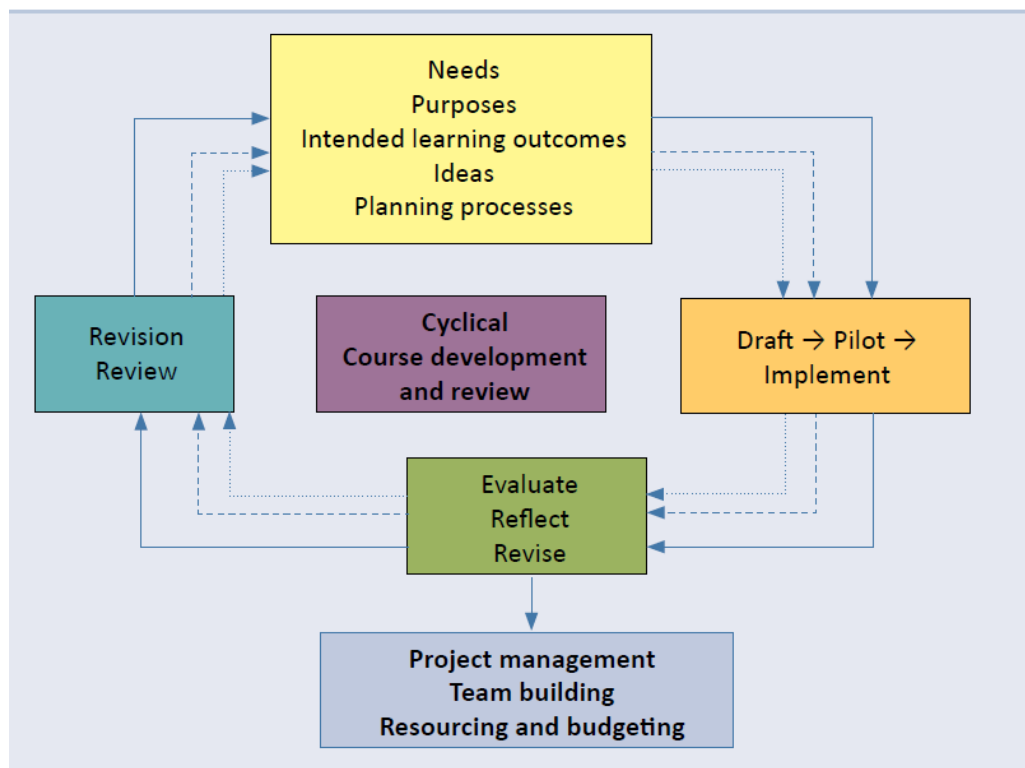 Needs
Purposes
Intended learning outcomes
Ideas
Planning processes
Revision
Review
Cyclical
Course development
and review
Draft → Pilot →
Implement
Evaluate
Reflect
Revise
Project management
Team building
Resourcing and budgeting